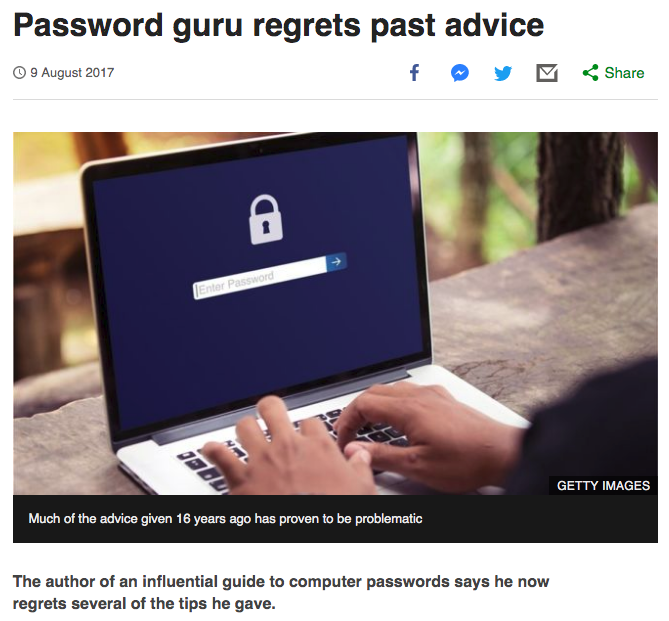 Password guru regrets past advice
9 August 2017
Share
Enter Password
GETTY IMAGES
Much of the advice given 16 years ago has proven to be problematic
The author of an influential guide to computer passwords says he now
regrets several of the tips he gave.